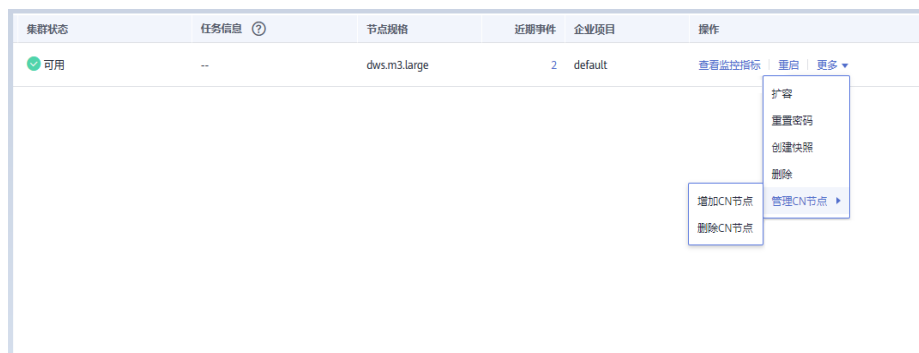 集群状态 任务信息 ? 节点规格 近期事件 企业项目 操作
可用 -- dws.m3.large 2 default 查看监控指标 重启 更多
扩容
重置密码
创建快照
删除
增加CN节点 管理CN节点
删除CN节点